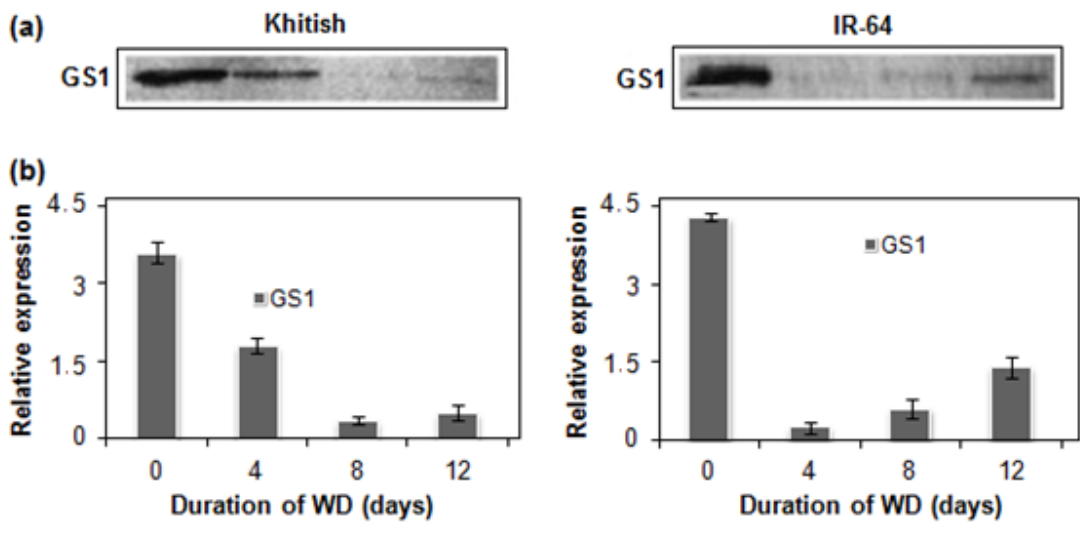 (a)
Khitish
IR-64
GS1
GS1
(b)
Relative expression
4.5
3
1.5
0
GS1
0 4 8 12
Duration of WD (days)
Relative expression
4.5
3
1.5
0
GS1
0 4 8 12
Duration of WD (days)